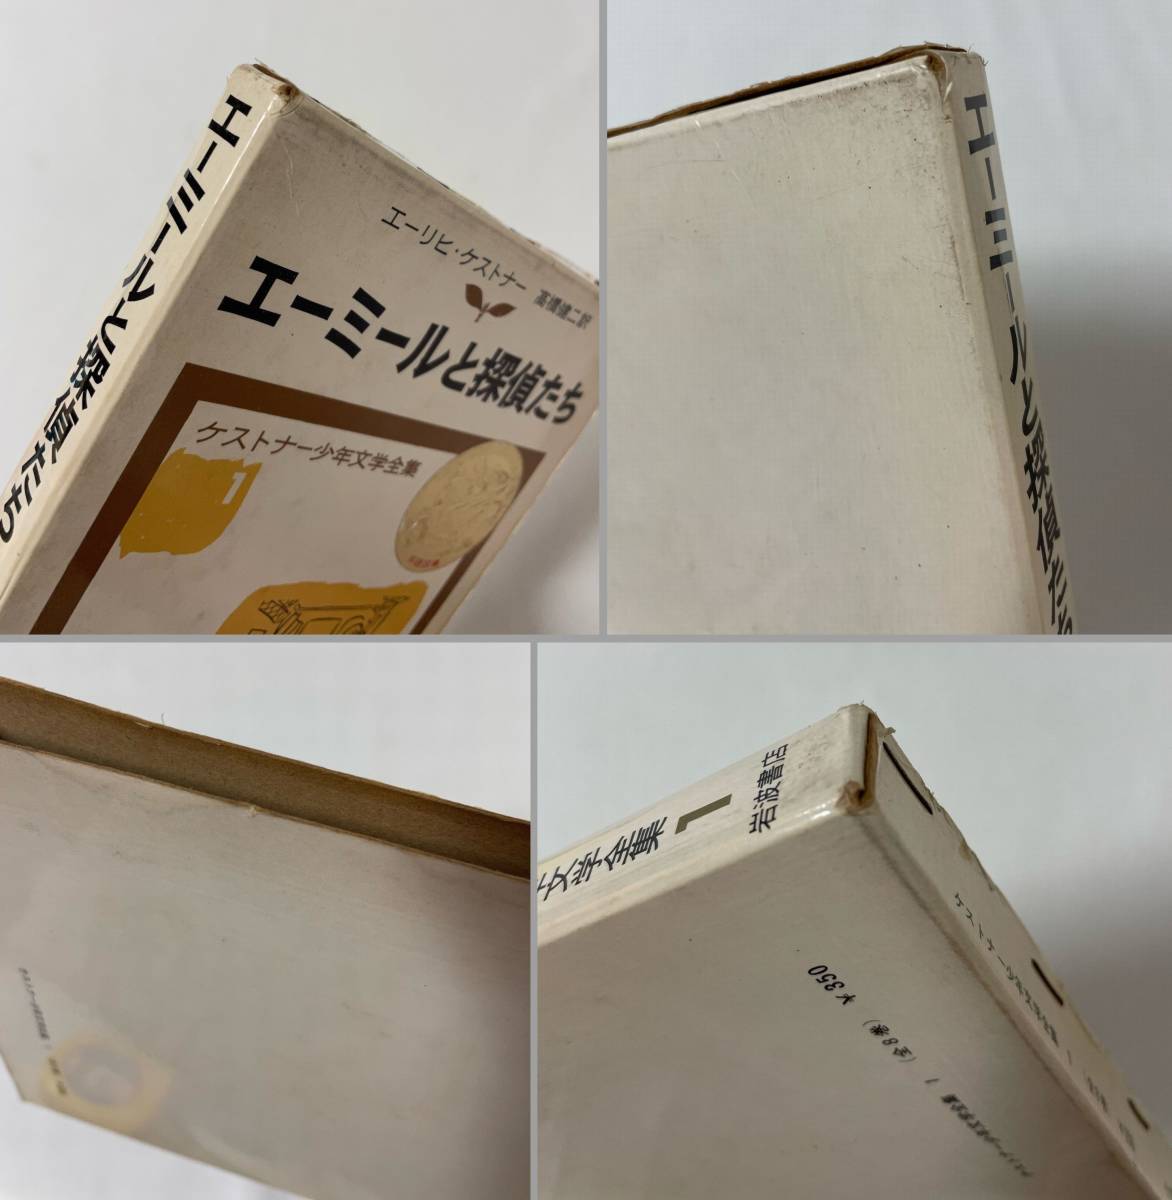 エーミールと探偵たち
エーリヒ・ケストナー 高橋健二訳
エーミールと探偵たち
ケストナー少年文学全集
1
エーミールと探偵たち
文学全集 1 岩波書店
¥350
(全8巻)
1
ケストナー少年文学全集 1